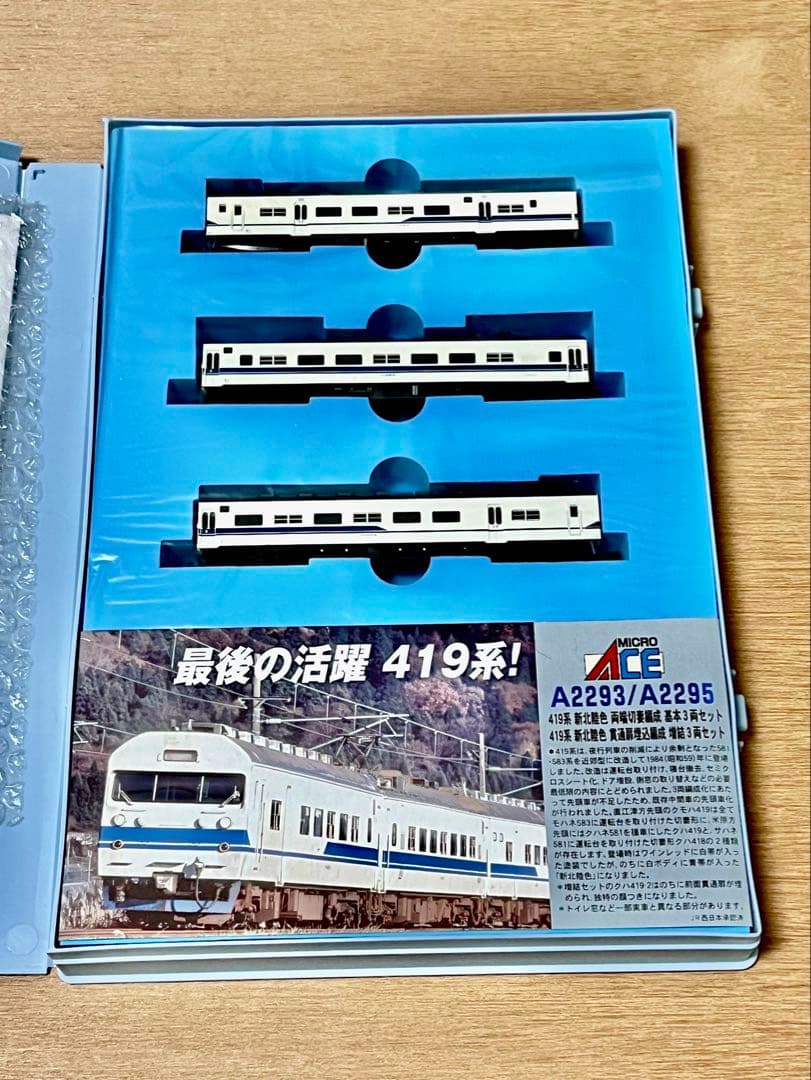 最後の活躍 419系!
MICRO
ACE
A2293/A2295
419系 新北陸色 両端切妻編成 基本3両セット
419系 新北陸色 貫通扉埋込編成 増結3両セット
●419系は、夜行列車の削減により余剰となった581
・583系を近郊型に改造して1984(昭和59)年に登場
しました。改造は運転台取り付け、寝台撤去、セミク
ロスシート化、ドア増設、側窓の取り替えなどの必要
最低限の内容にとどめられました。3両編成化にあた
って先頭車が不足したため、既存中間車の先頭車化
が行われました。直江津方先頭のクモハ419は全て
モハネ583に運転台を取り付けた切妻形に、米原方
先頭にはクハネ581を種車にしたクハ419と、サハネ
581に運転台を取り付けた切妻形クハ418の2種類
が存在します。登場時はワインレッドに白帯が入っ
た塗装でしたが、のちに白ボディに青帯が入った
「新北陸色」になりました。
＊増結セットのクハ419-2はのちに前面貫通扉が埋
められ、独特の顔つきになりました。
＊トイレ窓など一部実車と異なる部分があります。
JR西日本承認済